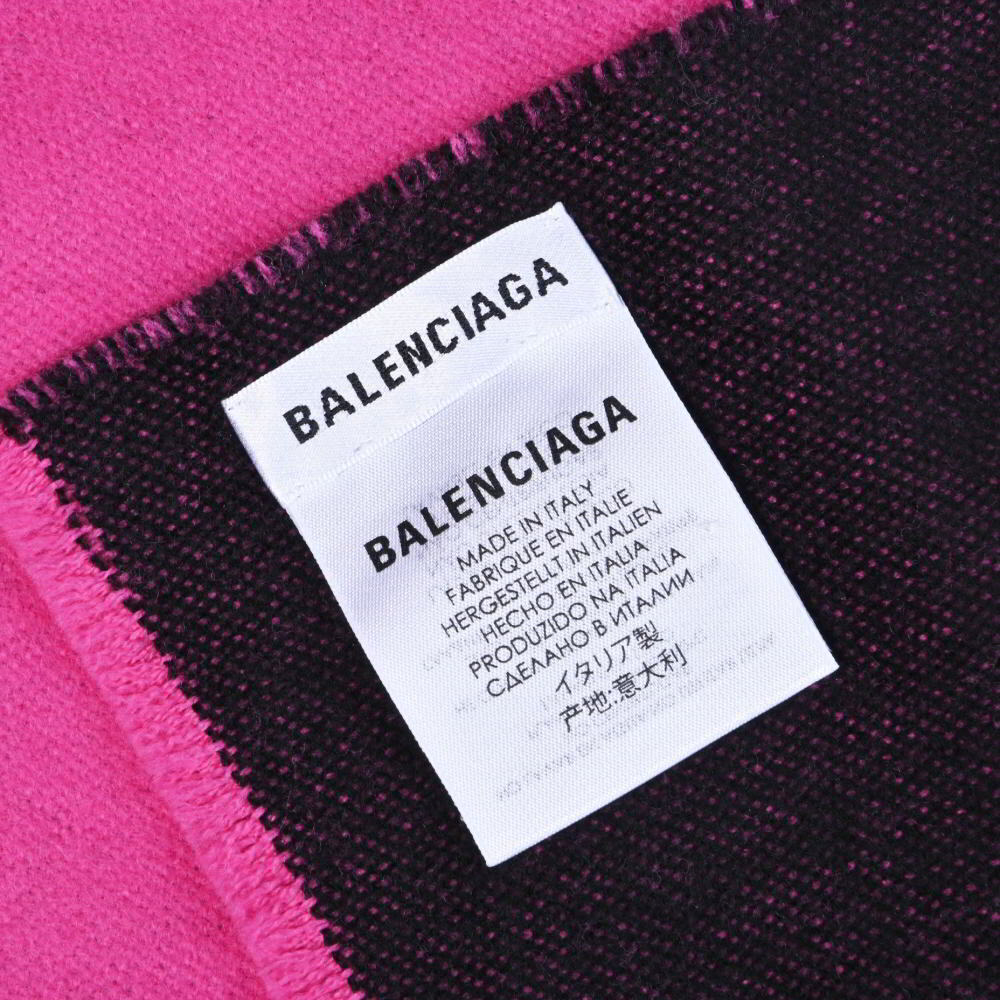 BALENCIAGA
BALENCIAGA
MADE IN ITALY
FABRIQUE EN ITALIE
HERGESTELLT IN ITALIEN
HECHO EN ITALIA
PRODUZIDO NA ITALIA
СДЕЛАНО В ИТАЛИИ
イタリア製
产地:意大利